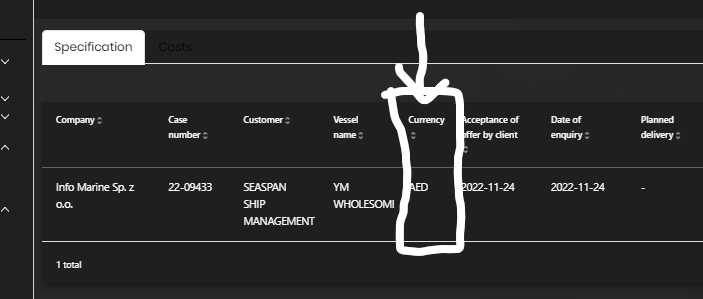 Specification Costs
Company Case number Customer Vessel name Currency Acceptance of offer by client Date of enquiry Planned delivery
Info Marine Sp. z o.o. 22-09433 SEASPAN SHIP MANAGEMENT YM WHOLESOM AED 2022-11-24 2022-11-24 -
1 total